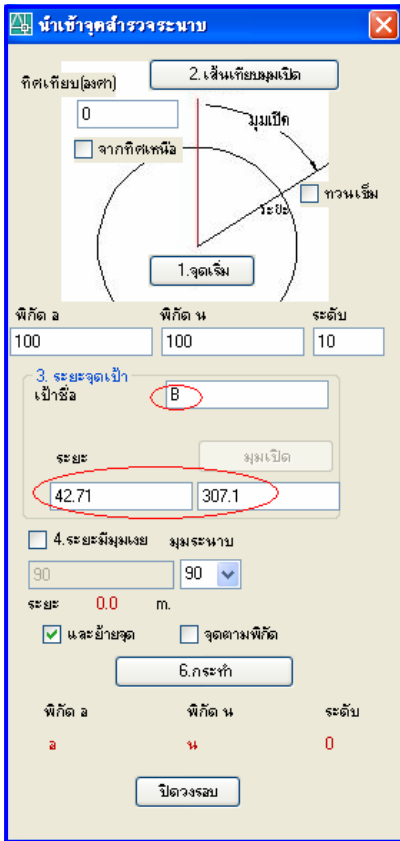 นำเข้าจุดสำรวจระนาบ
ทิศเทียบ(องศา)
2.เส้นเทียบมุมเปิด
0
มุมเปิด
จากทิศเหนือ
ทวนเข็ม
ระยะ
1.จุดเริ่ม
พิกัด อ พิกัด น ระดับ
100 100 10
3. ระยะจุดเป้า
เป้าชื่อ B
ระยะ มุมเปิด
42.71 307.1
4.ระยะมีมุมเงย มุมระนาบ
90 90
ระยะ 0.0 m.
และย้ายจุด จุดตามพิกัด
6.กระทำ
พิกัด อ พิกัด น ระดับ
อ น 0
ปิดวงรอบ